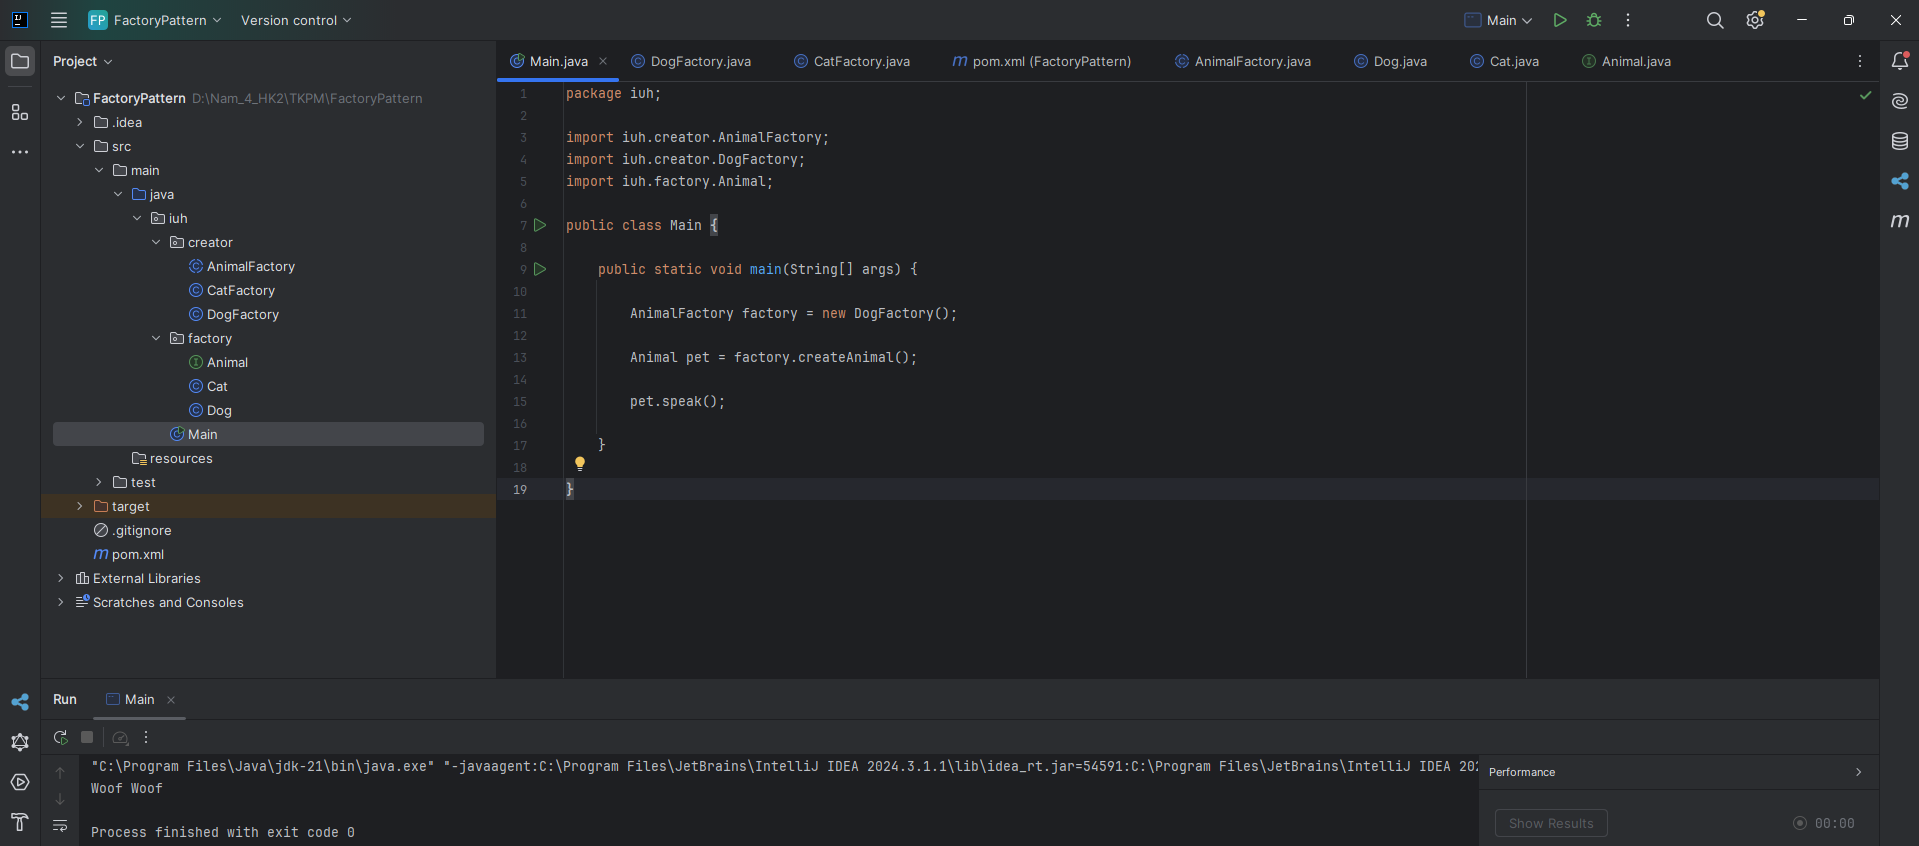 FP FactoryPattern Version control Main
Project
Main.java DogFactory.java CatFactory.java pom.xml (FactoryPattern) AnimalFactory.java Dog.java Cat.java Animal.java
FactoryPattern D:\Nam_4_HK2\TKPM\FactoryPattern
.idea
src
main
java
iuh
creator
AnimalFactory
CatFactory
DogFactory
factory
Animal
Cat
Dog
Main
resources
test
target
.gitignore
pom.xml
External Libraries
Scratches and Consoles
1 package iuh;
2
3 import iuh.creator.AnimalFactory;
4 import iuh.creator.DogFactory;
5 import iuh.factory.Animal;
6
7 public class Main {
8
9 public static void main(String[] args) {
10
11 AnimalFactory factory = new DogFactory();
12
13 Animal pet = factory.createAnimal();
14
15 pet.speak();
16
17 }
18
19 }
Run Main
"C:\Program Files\Java\jdk-21\bin\java.exe" "-javaagent:C:\Program Files\JetBrains\IntelliJ IDEA 2024.3.1.1\lib\idea_rt.jar=54591:C:\Program Files\JetBrains\IntelliJ IDEA
Woof Woof
Process finished with exit code 0
Performance
Show Results 00:00